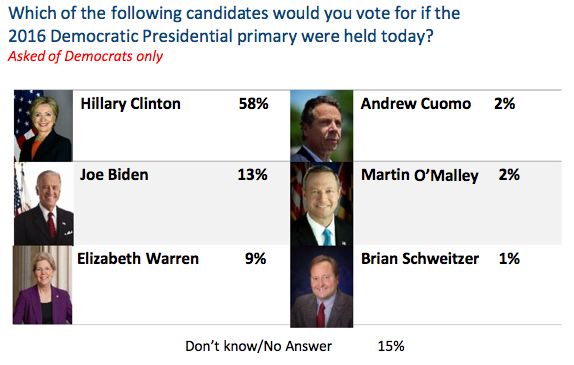 Which of the following candidates would you vote for if the
2016 Democratic Presidential primary were held today?
Asked of Democrats only
Hillary Clinton 58% Andrew Cuomo 2%
Joe Biden 13% Martin O’Malley 2%
Elizabeth Warren 9% Brian Schweitzer 1%
Don’t know/No Answer 15%